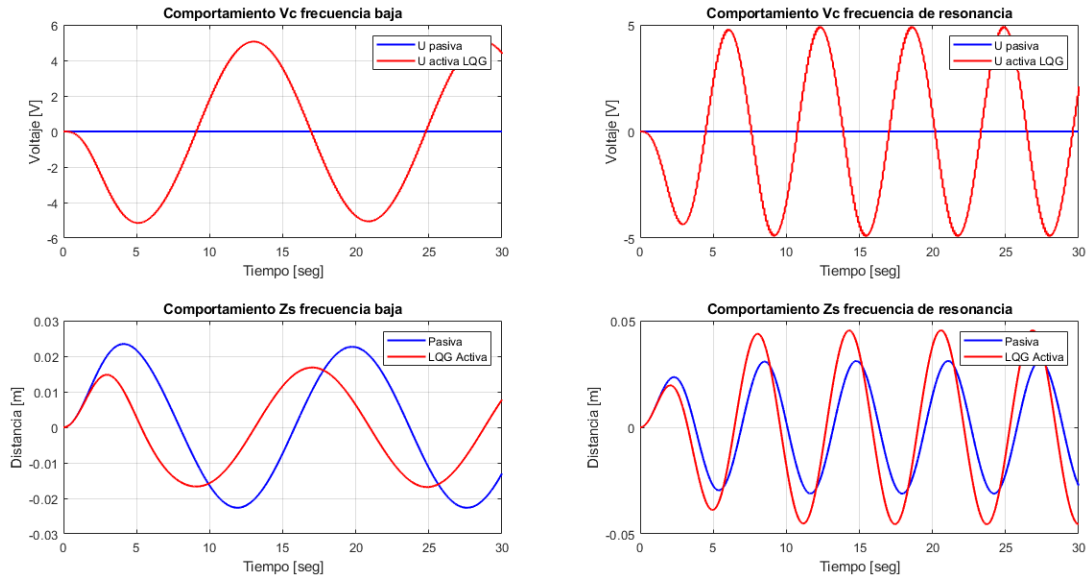 Comportamiento Vc frecuencia baja
6
4
2
0
-2
-4
-6
Voltaje [V]
U pasiva
U activa LQG
0 5 10 15 20 25 30
Tiempo [seg]
Comportamiento Vc frecuencia de resonancia
5
0
-5
Voltaje [V]
U pasiva
U activa LQG
0 5 10 15 20 25 30
Tiempo [seg]
Comportamiento Zs frecuencia baja
0.03
0.02
0.01
0
-0.01
-0.02
-0.03
Distancia [m]
Pasiva
LQG Activa
0 5 10 15 20 25 30
Tiempo [seg]
Comportamiento Zs frecuencia de resonancia
0.05
0
-0.05
Distancia [m]
Pasiva
LQG Activa
0 5 10 15 20 25 30
Tiempo [seg]